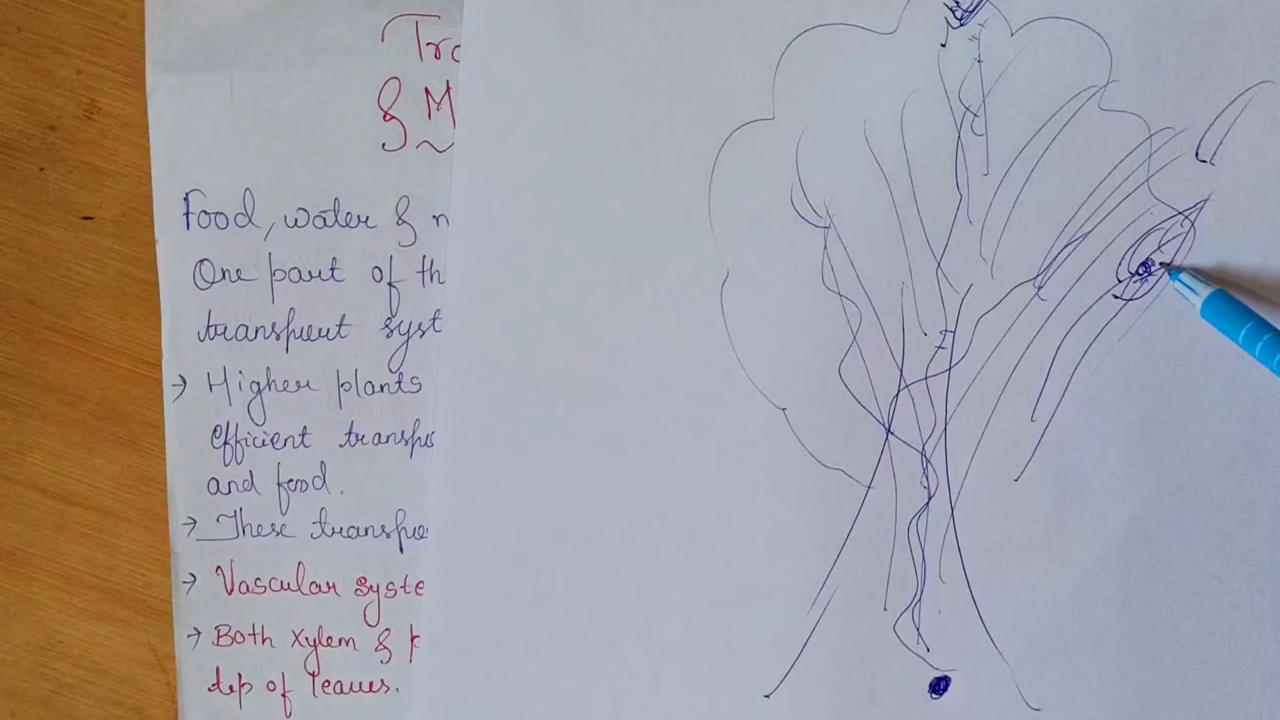 Tr
& M
Food, water & n
One part of th
transport syst
→ Higher plants
efficient transpo
and food.
→ These transpo
→ Vascular syste
→ Both xylem &
tip of leaves.